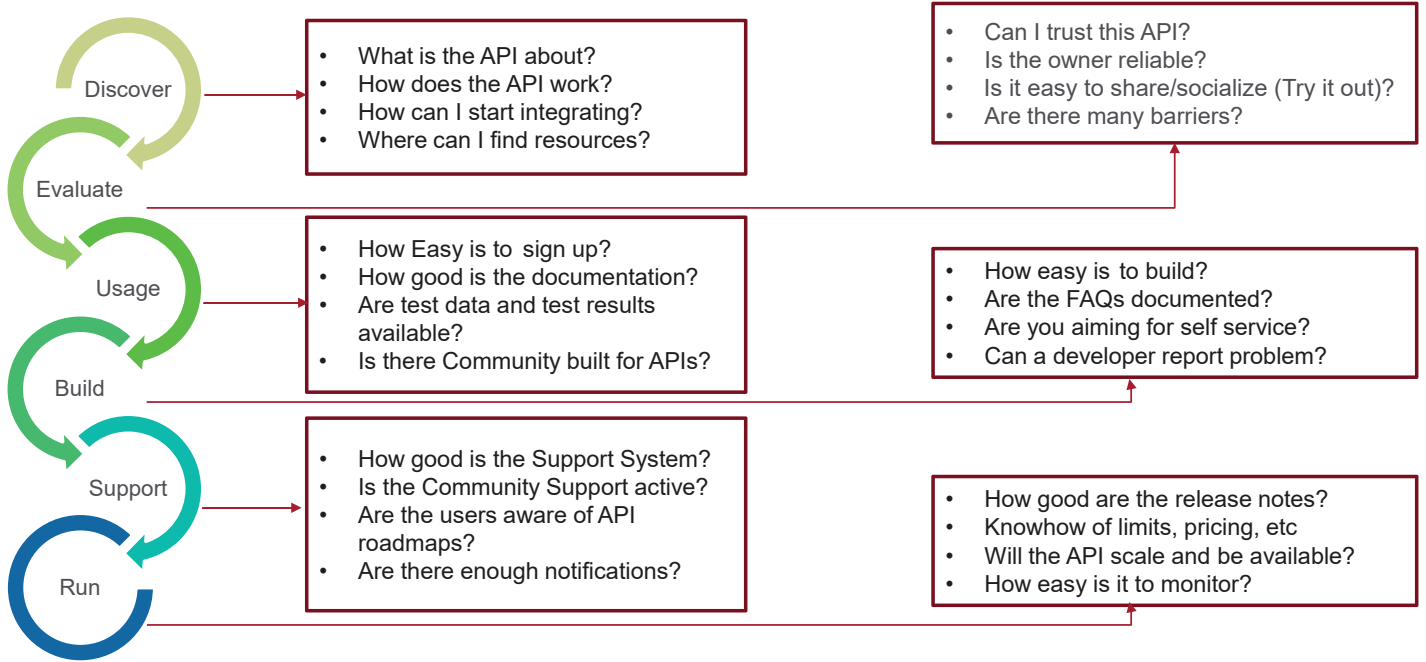 Discover
• What is the API about?
• How does the API work?
• How can I start integrating?
• Where can I find resources?
Evaluate
• Can I trust this API?
• Is the owner reliable?
• Is it easy to share/socialize (Try it out)?
• Are there many barriers?
Usage
• How Easy is to sign up?
• How good is the documentation?
• Are test data and test results
available?
• Is there Community built for APIs?
Build
• How easy is to build?
• Are the FAQs documented?
• Are you aiming for self service?
• Can a developer report problem?
Support
• How good is the Support System?
• Is the Community Support active?
• Are the users aware of API
roadmaps?
• Are there enough notifications?
Run
• How good are the release notes?
• Knowhow of limits, pricing, etc
• Will the API scale and be available?
• How easy is it to monitor?